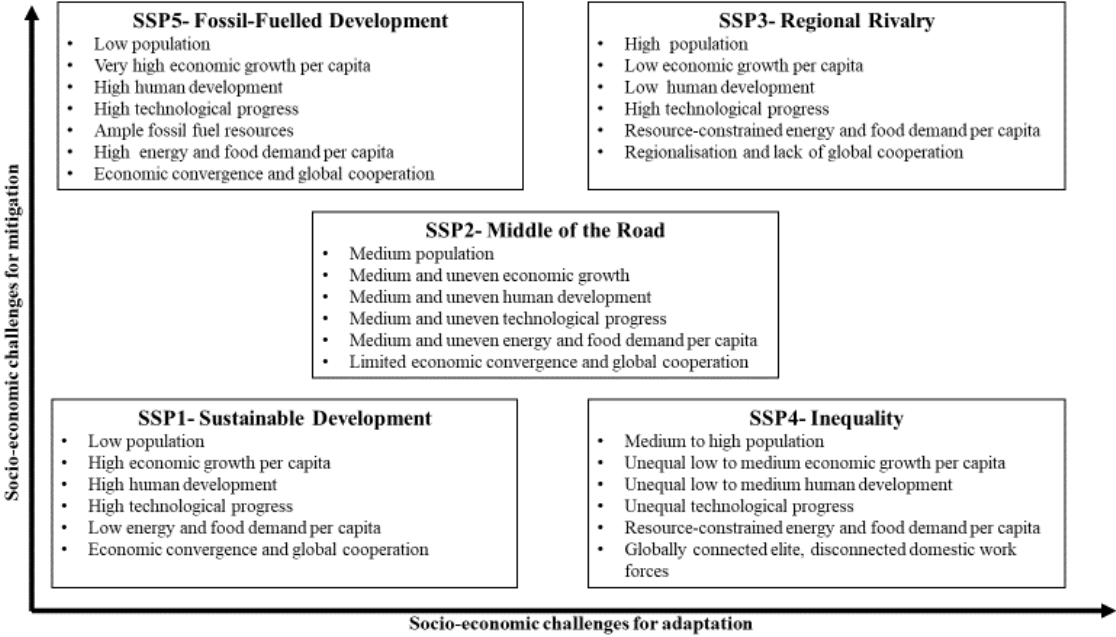 SSP5- Fossil-Fuelled Development
• Low population
• Very high economic growth per capita
• High human development
• High technological progress
• Ample fossil fuel resources
• High energy and food demand per capita
• Economic convergence and global cooperation
SSP3- Regional Rivalry
• High population
• Low economic growth per capita
• Low human development
• High technological progress
• Resource-constrained energy and food demand per capita
• Regionalisation and lack of global cooperation
SSP2- Middle of the Road
• Medium population
• Medium and uneven economic growth
• Medium and uneven human development
• Medium and uneven technological progress
• Medium and uneven energy and food demand per capita
• Limited economic convergence and global cooperation
SSP1- Sustainable Development
• Low population
• High economic growth per capita
• High human development
• High technological progress
• Low energy and food demand per capita
• Economic convergence and global cooperation
SSP4- Inequality
• Medium to high population
• Unequal low to medium economic growth per capita
• Unequal low to medium human development
• Unequal technological progress
• Resource-constrained energy and food demand per capita
• Globally connected elite, disconnected domestic work
forces
Socio-economic challenges for mitigation
Socio-economic challenges for adaptation